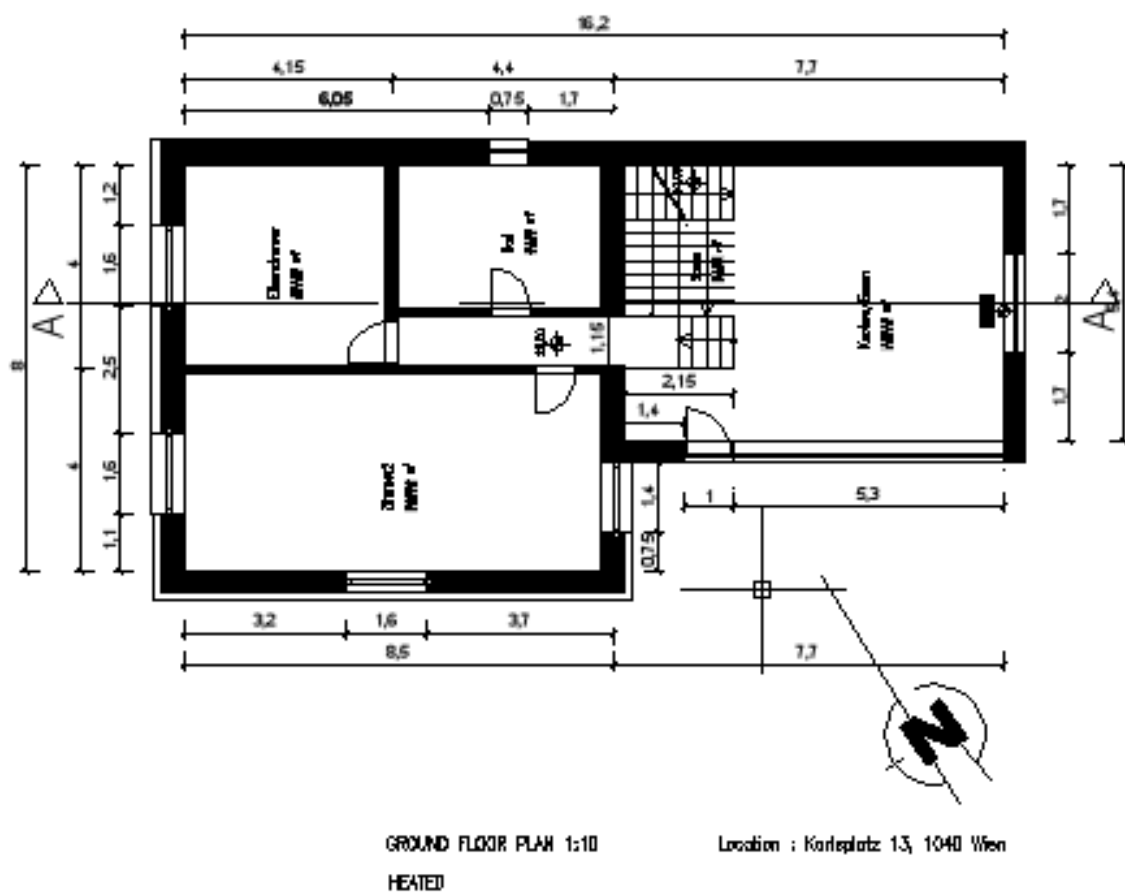 16,2
4,15 4,4 7,7
6,05 0,75 1,7
8
4
4
1,2
1,6
2,5
1,6
1,1
A
A
1,7
2
1,7
1,15
2,15
1,4
1,4
0,75
1 5,3
3,2 1,6 3,7
8,5 7,7
N
GROUND FLOOR PLAN 1:10
HEATED
Location : Karlsplatz 13, 1040 Wien